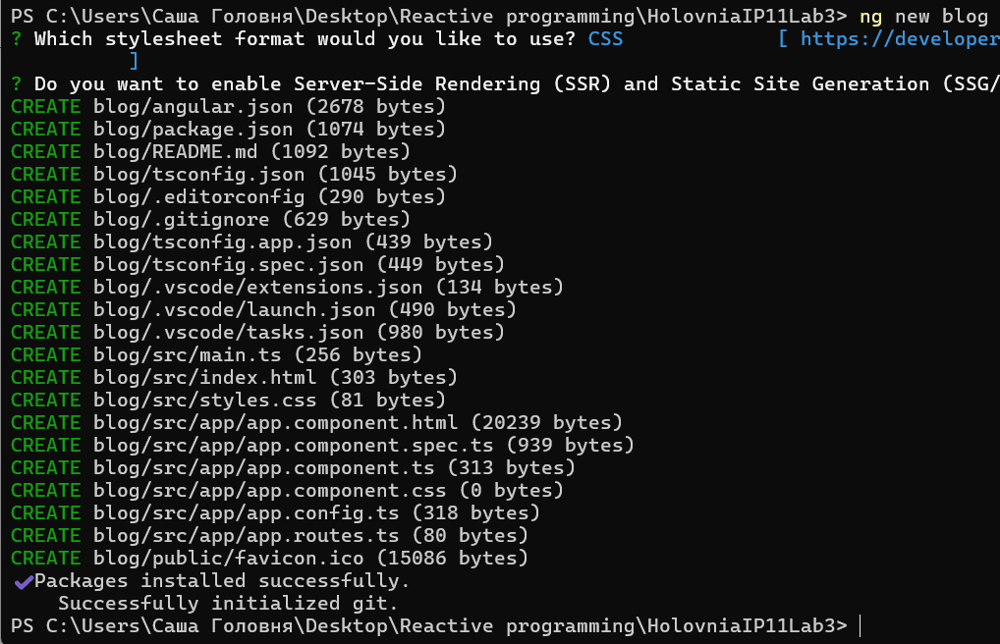 PS C:\Users\Саша Головня\Desktop\Reactive programming\HolovniaIP11Lab3> ng new blog
? Which stylesheet format would you like to use? CSS             [ https://developer
]
? Do you want to enable Server-Side Rendering (SSR) and Static Site Generation (SSG/
CREATE blog/angular.json (2678 bytes)
CREATE blog/package.json (1074 bytes)
CREATE blog/README.md (1092 bytes)
CREATE blog/tsconfig.json (1045 bytes)
CREATE blog/.editorconfig (290 bytes)
CREATE blog/.gitignore (629 bytes)
CREATE blog/tsconfig.app.json (439 bytes)
CREATE blog/tsconfig.spec.json (449 bytes)
CREATE blog/.vscode/extensions.json (134 bytes)
CREATE blog/.vscode/launch.json (490 bytes)
CREATE blog/.vscode/tasks.json (980 bytes)
CREATE blog/src/main.ts (256 bytes)
CREATE blog/src/index.html (303 bytes)
CREATE blog/src/styles.css (81 bytes)
CREATE blog/src/app/app.component.html (20239 bytes)
CREATE blog/src/app/app.component.spec.ts (939 bytes)
CREATE blog/src/app/app.component.ts (313 bytes)
CREATE blog/src/app/app.component.css (0 bytes)
CREATE blog/src/app/app.config.ts (318 bytes)
CREATE blog/src/app/app.routes.ts (80 bytes)
CREATE blog/public/favicon.ico (15086 bytes)
✔Packages installed successfully.
Successfully initialized git.
PS C:\Users\Саша Головня\Desktop\Reactive programming\HolovniaIP11Lab3>